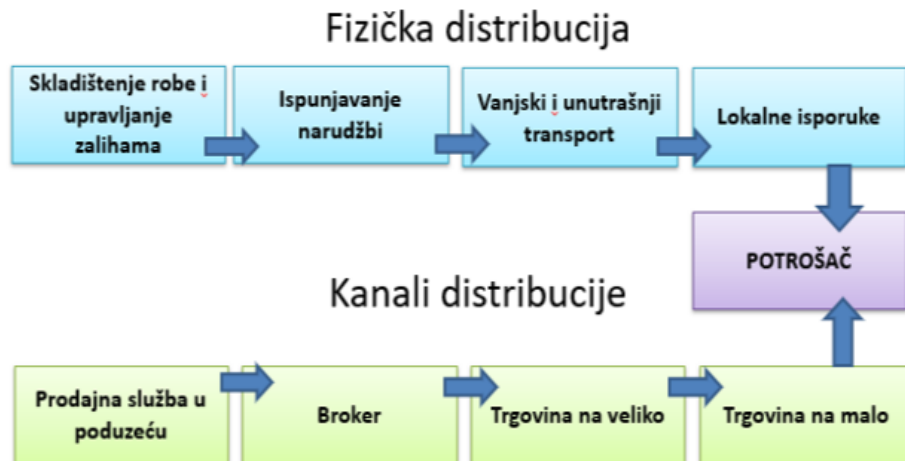 Fizička distribucija
Skladištenje robe i
upravljanje
zalihama
Ispunjavanje
narudžbi
Vanjski i unutrašnji
transport
Lokalne isporuke
POTROŠAČ
Kanali distribucije
Prodajna služba u
poduzeću
Broker
Trgovina na veliko
Trgovina na malo